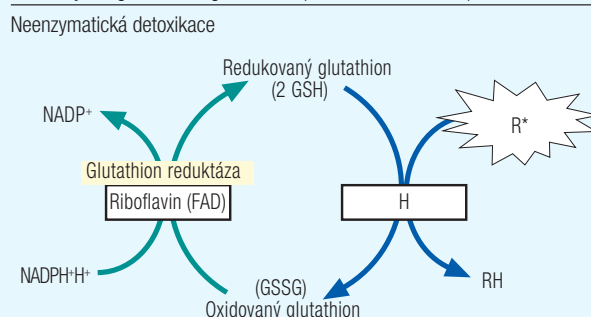 Neenzymatická detoxikace
Redukovaný glutathion
(2 GSH)
NADP⁺
R*
Glutathion reduktáza
Riboflavin (FAD)
H
NADPH⁺H⁺
(GSSG)
Oxidovaný glutathion
RH